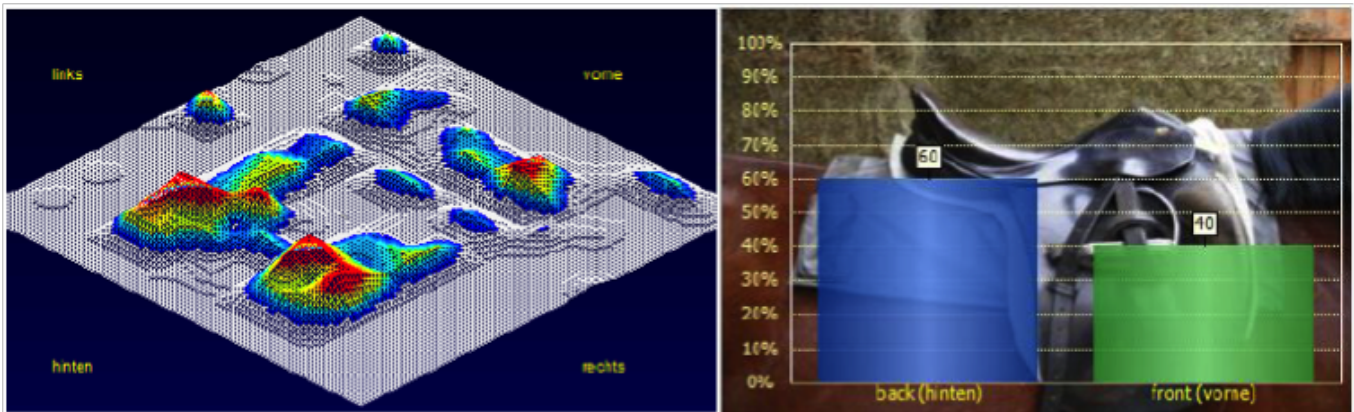 links
vorne
hinten
rechts
100%
90%
80%
70%
60%
50%
40%
30%
20%
10%
0%
60
40
back (hinten)
front (vorne)